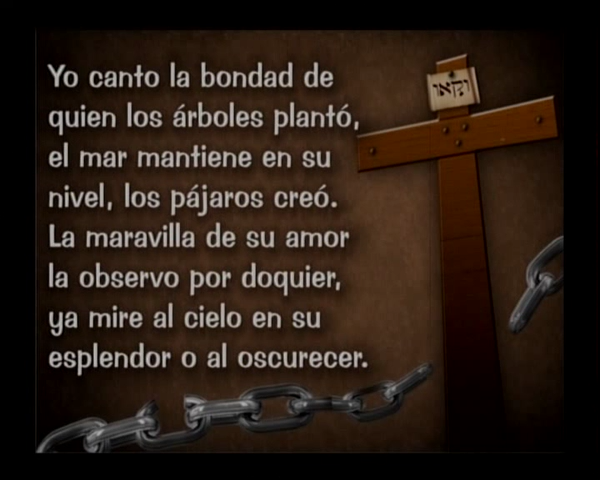 Yo canto la bondad de
quien los árboles plantó,
el mar mantiene en su
nivel, los pájaros creó.
La maravilla de su amor
la observo por doquier,
ya mire al cielo en su
esplendor o al oscurecer.